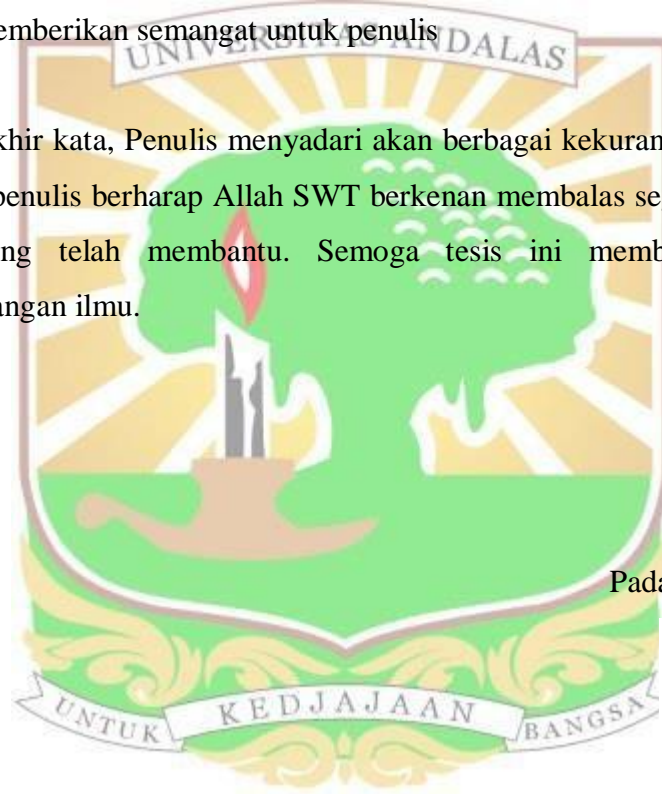 emberikan semangat untuk penulis
UNIVERSITAS ANDALAS
khir kata, Penulis menyadari akan berbagai kekuran
penulis berharap Allah SWT berkenan membalas se
ng telah membantu. Semoga tesis ini memb
angan ilmu.
Pada
UNTUK KEDJAJAAN BANGSA